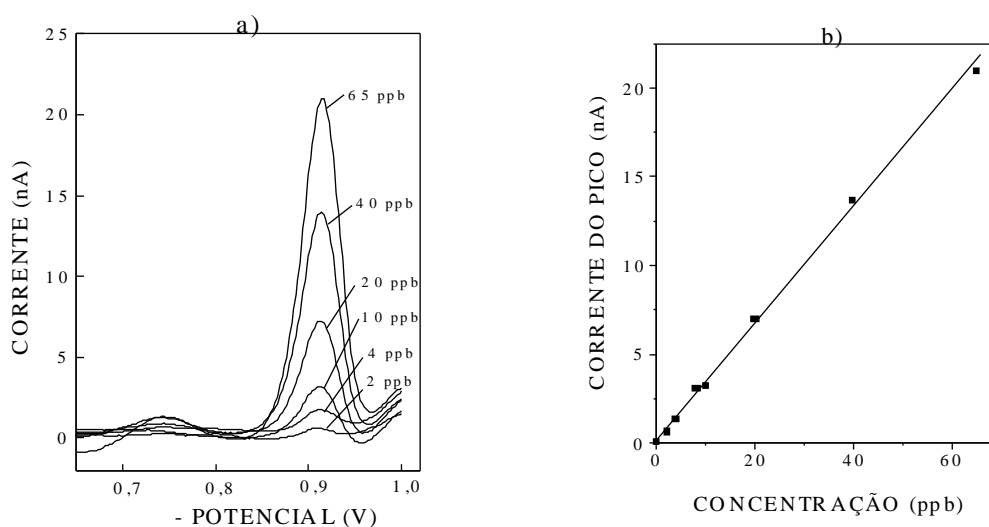 a)
25
20
15
10
5
0
CORRENTE (nA)
65 ppb
40 ppb
20 ppb
10 ppb
4 ppb
2 ppb
0,7
0,8
0,9
1,0
- POTENCIAL (V)
b)
20
15
10
5
0
CORRENTE DO PICO (nA)
0
20
40
60
CONCENTRAÇÃO (ppb)